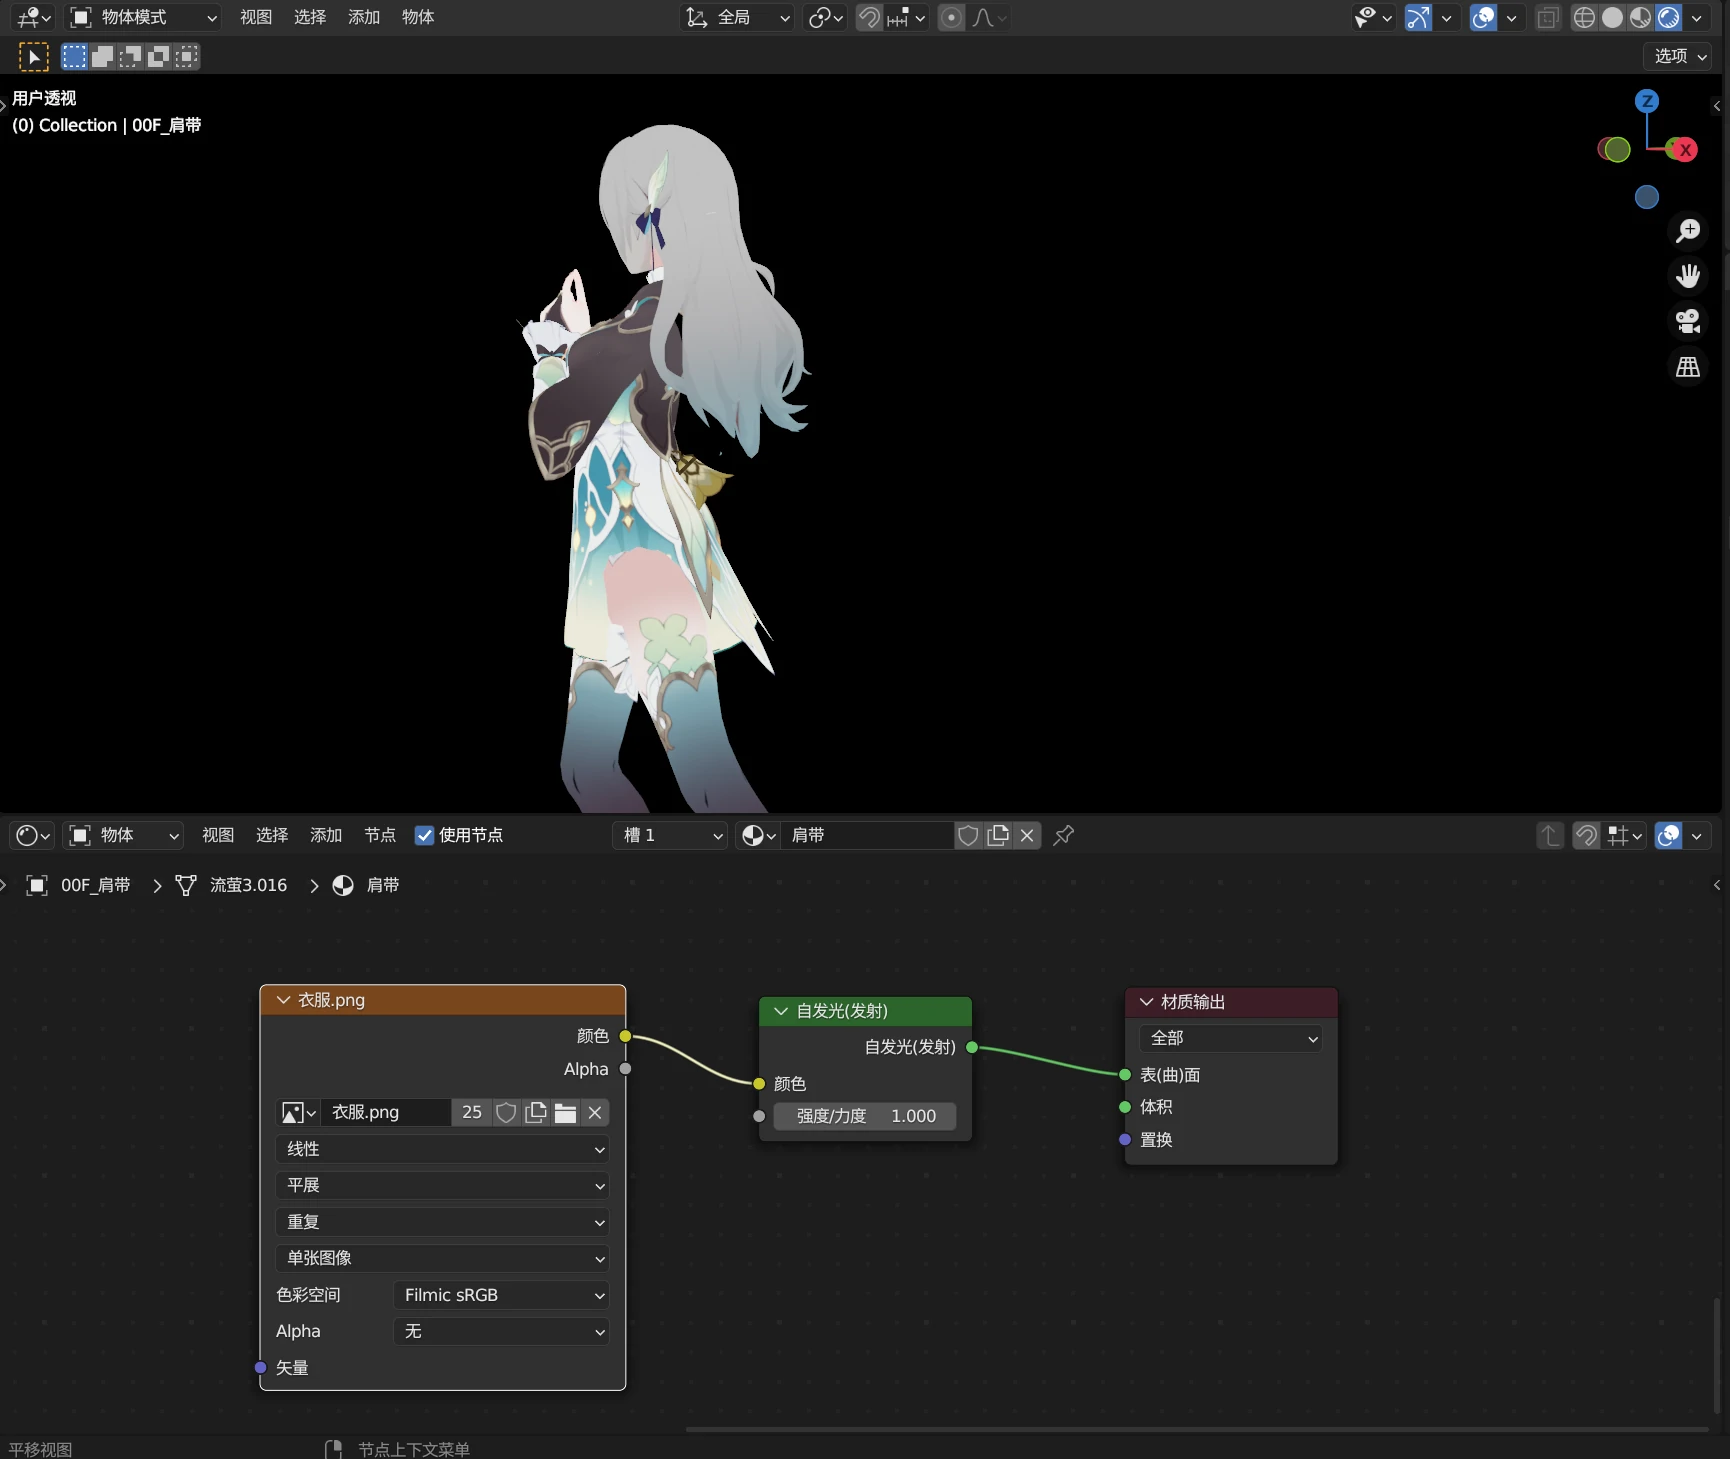 物体模式 视图 选择 添加 物体 全局
选项
用户透视
(0) Collection | 00F_肩带
Z
X
物体 视图 选择 添加 节点 使用节点 槽 1 肩带
00F_肩带 流萤3.016 肩带
衣服.png
颜色
Alpha
衣服.png 25
线性
平展
重复
单张图像
色彩空间 Filmic sRGB
Alpha 无
矢量
自发光(发射)
自发光(发射)
颜色
强度/力度 1.000
材质输出
全部
表(曲)面
体积
置换
平移视图 节点上下文菜单